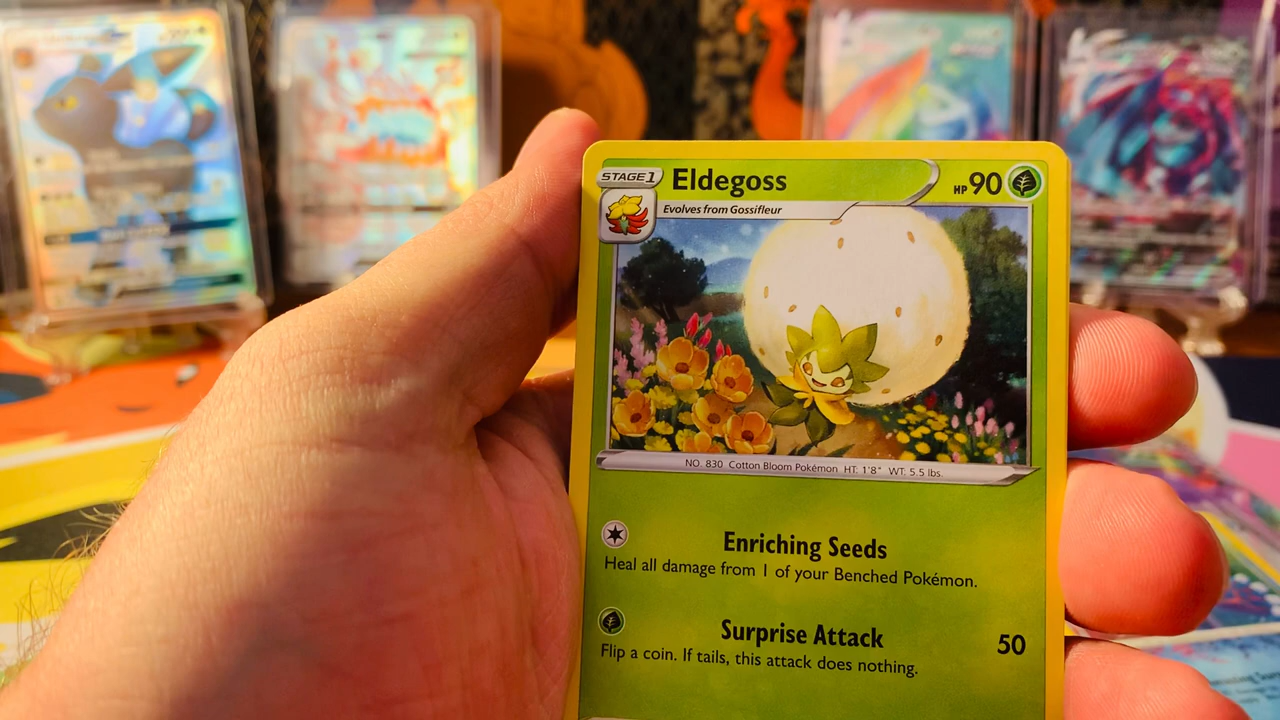 STAGE1 Eldegoss HP 90
Evolves from Gossifleur
NO. 830 Cotton Bloom Pokémon HT: 1'8" WT: 5.5 lbs.
Enriching Seeds
Heal all damage from 1 of your Benched Pokémon.
Surprise Attack 50
Flip a coin. If tails, this attack does nothing.